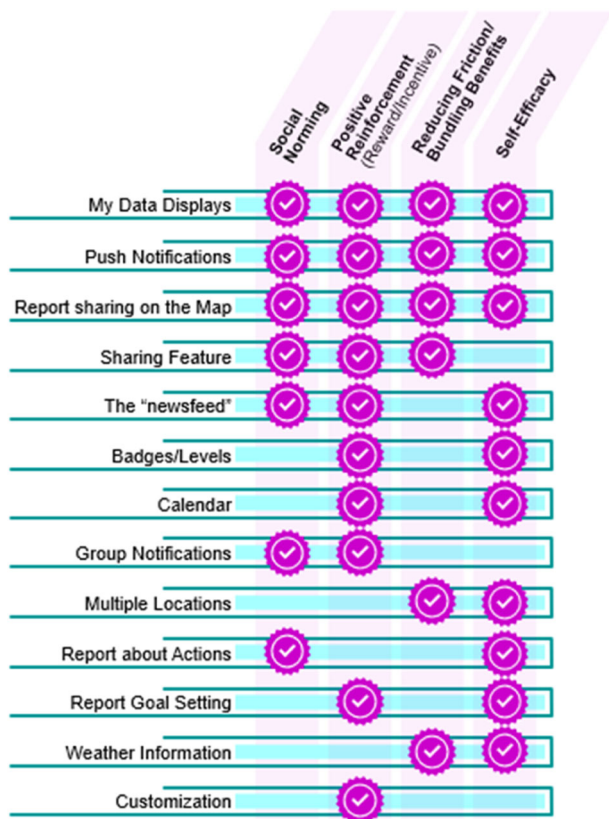 Social
Norming
Positive
Reinforcement
(Reward/Incentive)
Reducing Friction/
Bundling Benefits
Self-Efficacy
My Data Displays
Push Notifications
Report sharing on the Map
Sharing Feature
The “newsfeed”
Badges/Levels
Calendar
Group Notifications
Multiple Locations
Report about Actions
Report Goal Setting
Weather Information
Customization